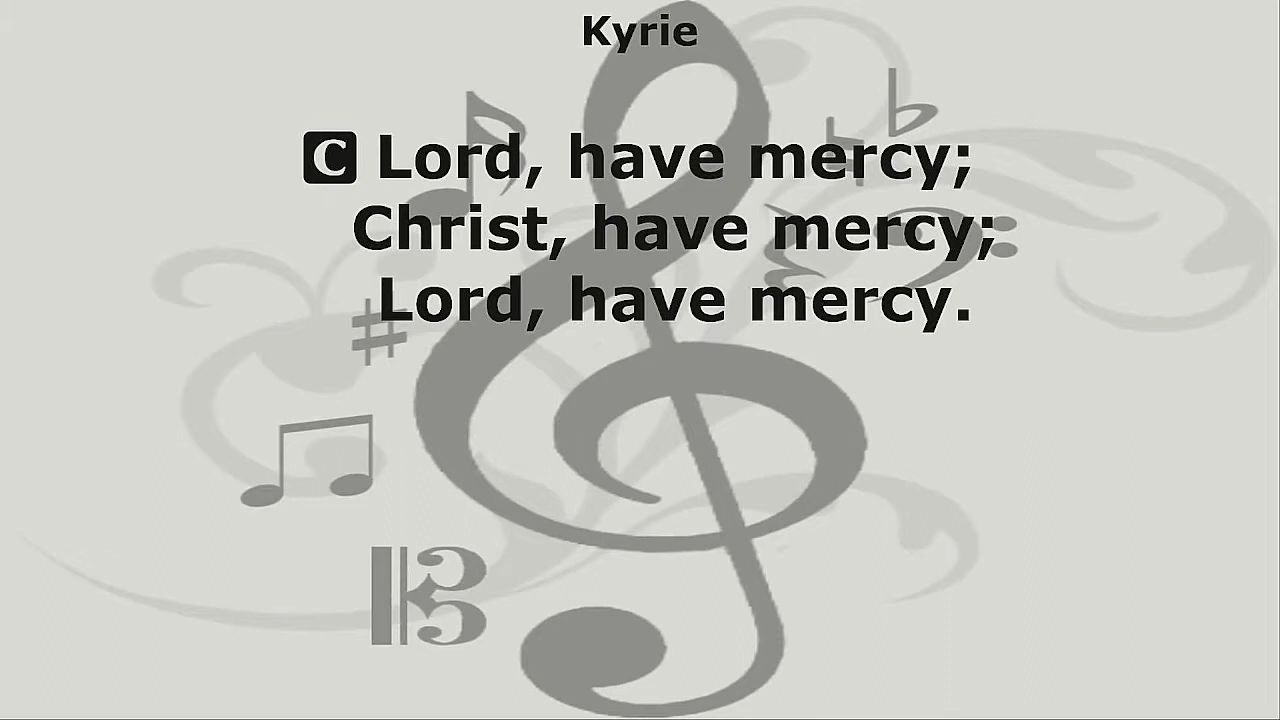 Kyrie
C Lord, have mercy;
Christ, have mercy;
Lord, have mercy.